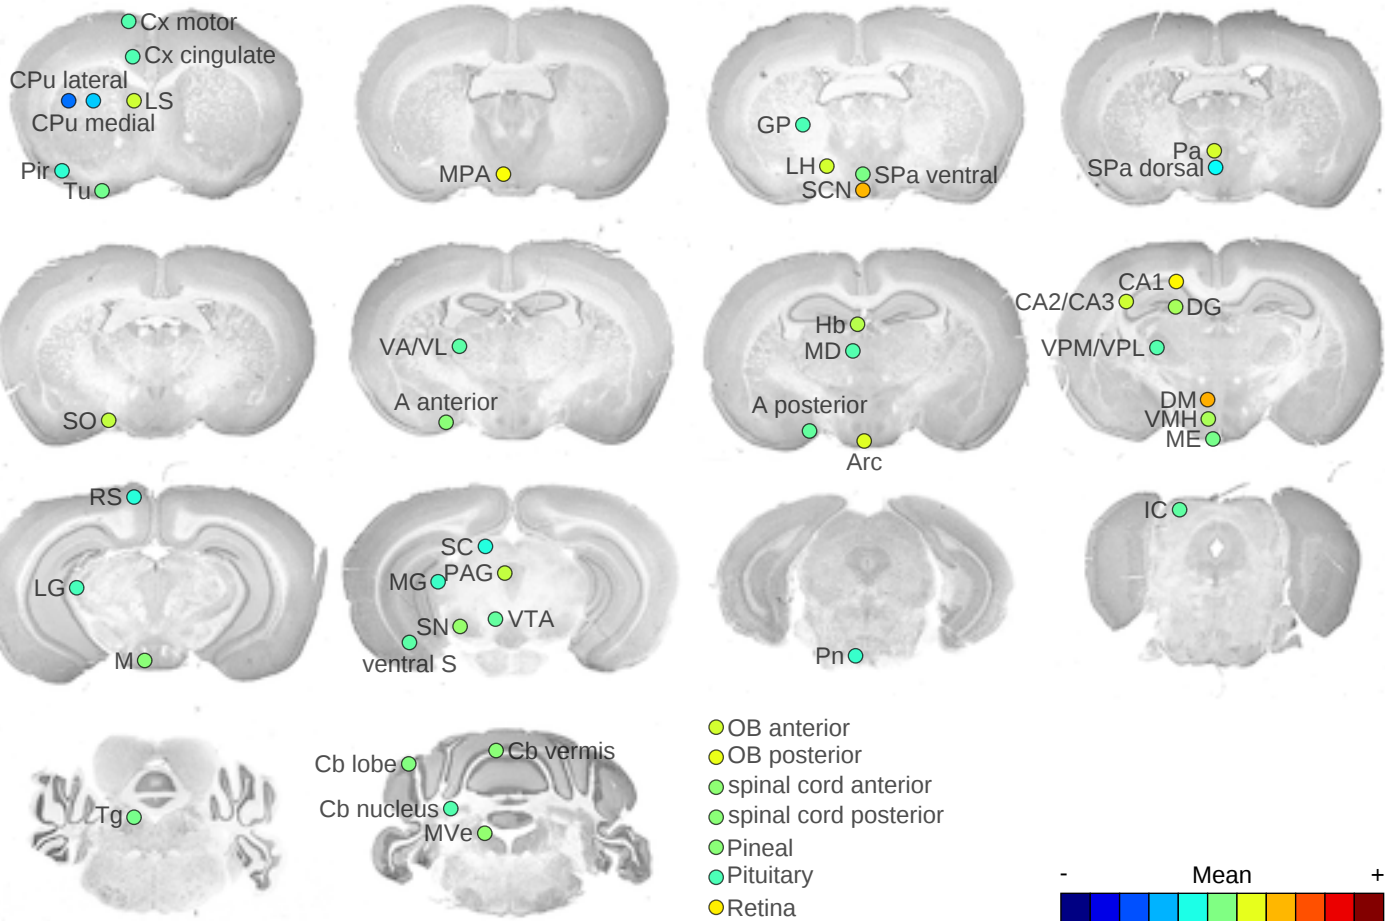 Cx motor
Cx cingulate
CPu lateral
LS
CPu medial
Pir
Tu
MPA
GP
LH
SPa ventral
SCN
Pa
SPa dorsal
SO
VA/VL
A anterior
Hb
MD
A posterior
Arc
CA1
CA2/CA3
DG
VPM/VPL
DM
VMH
ME
RS
LG
M
SC
MG
PAG
SN
VTA
ventral S
Pn
IC
Tg
Cb lobe
Cb vermis
Cb nucleus
MVe
OB anterior
OB posterior
spinal cord anterior
spinal cord posterior
Pineal
Pituitary
Retina
- Mean +